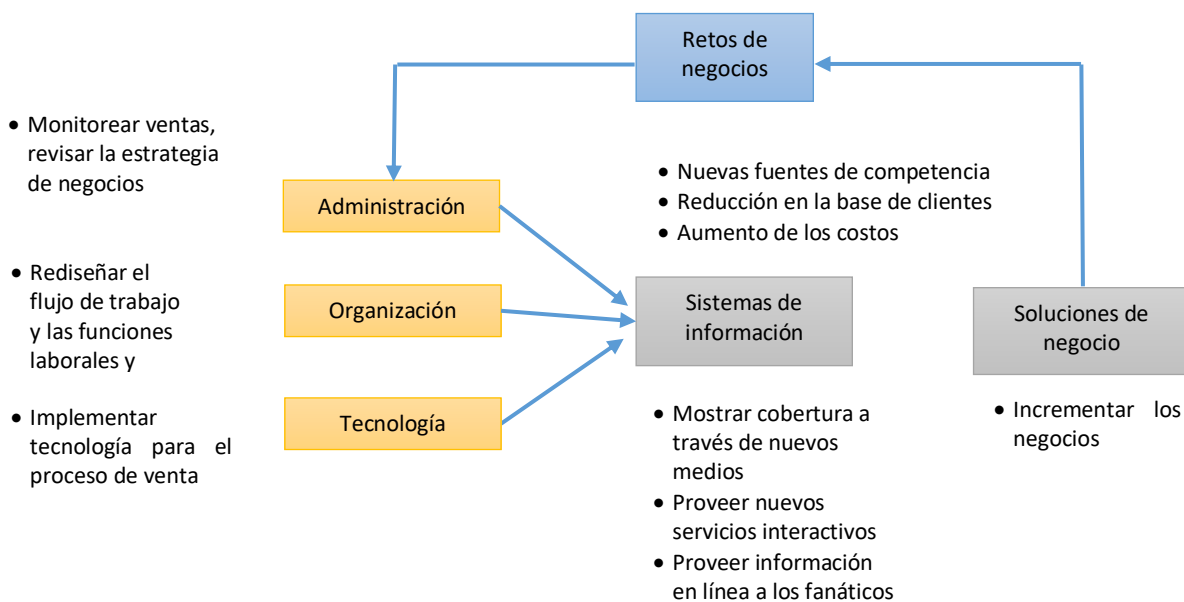 Retos de
negocios
• Monitorear ventas,
revisar la estrategia
de negocios
• Nuevas fuentes de competencia
• Reducción en la base de clientes
• Aumento de los costos
Administración
• Rediseñar el
flujo de trabajo
y las funciones
laborales y
Organización
Sistemas de
información
Soluciones de
negocio
• Implementar
tecnología para el
proceso de venta
Tecnología
• Mostrar cobertura a
través de nuevos
medios
• Proveer nuevos
servicios interactivos
• Proveer información
en línea a los fanáticos
• Incrementar los
negocios